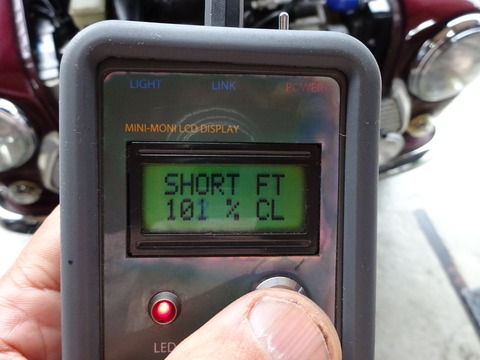 LIGHT LINK POWER
MINI-MONI LCD DISPLAY
SHORT FT
101 % CL
LED